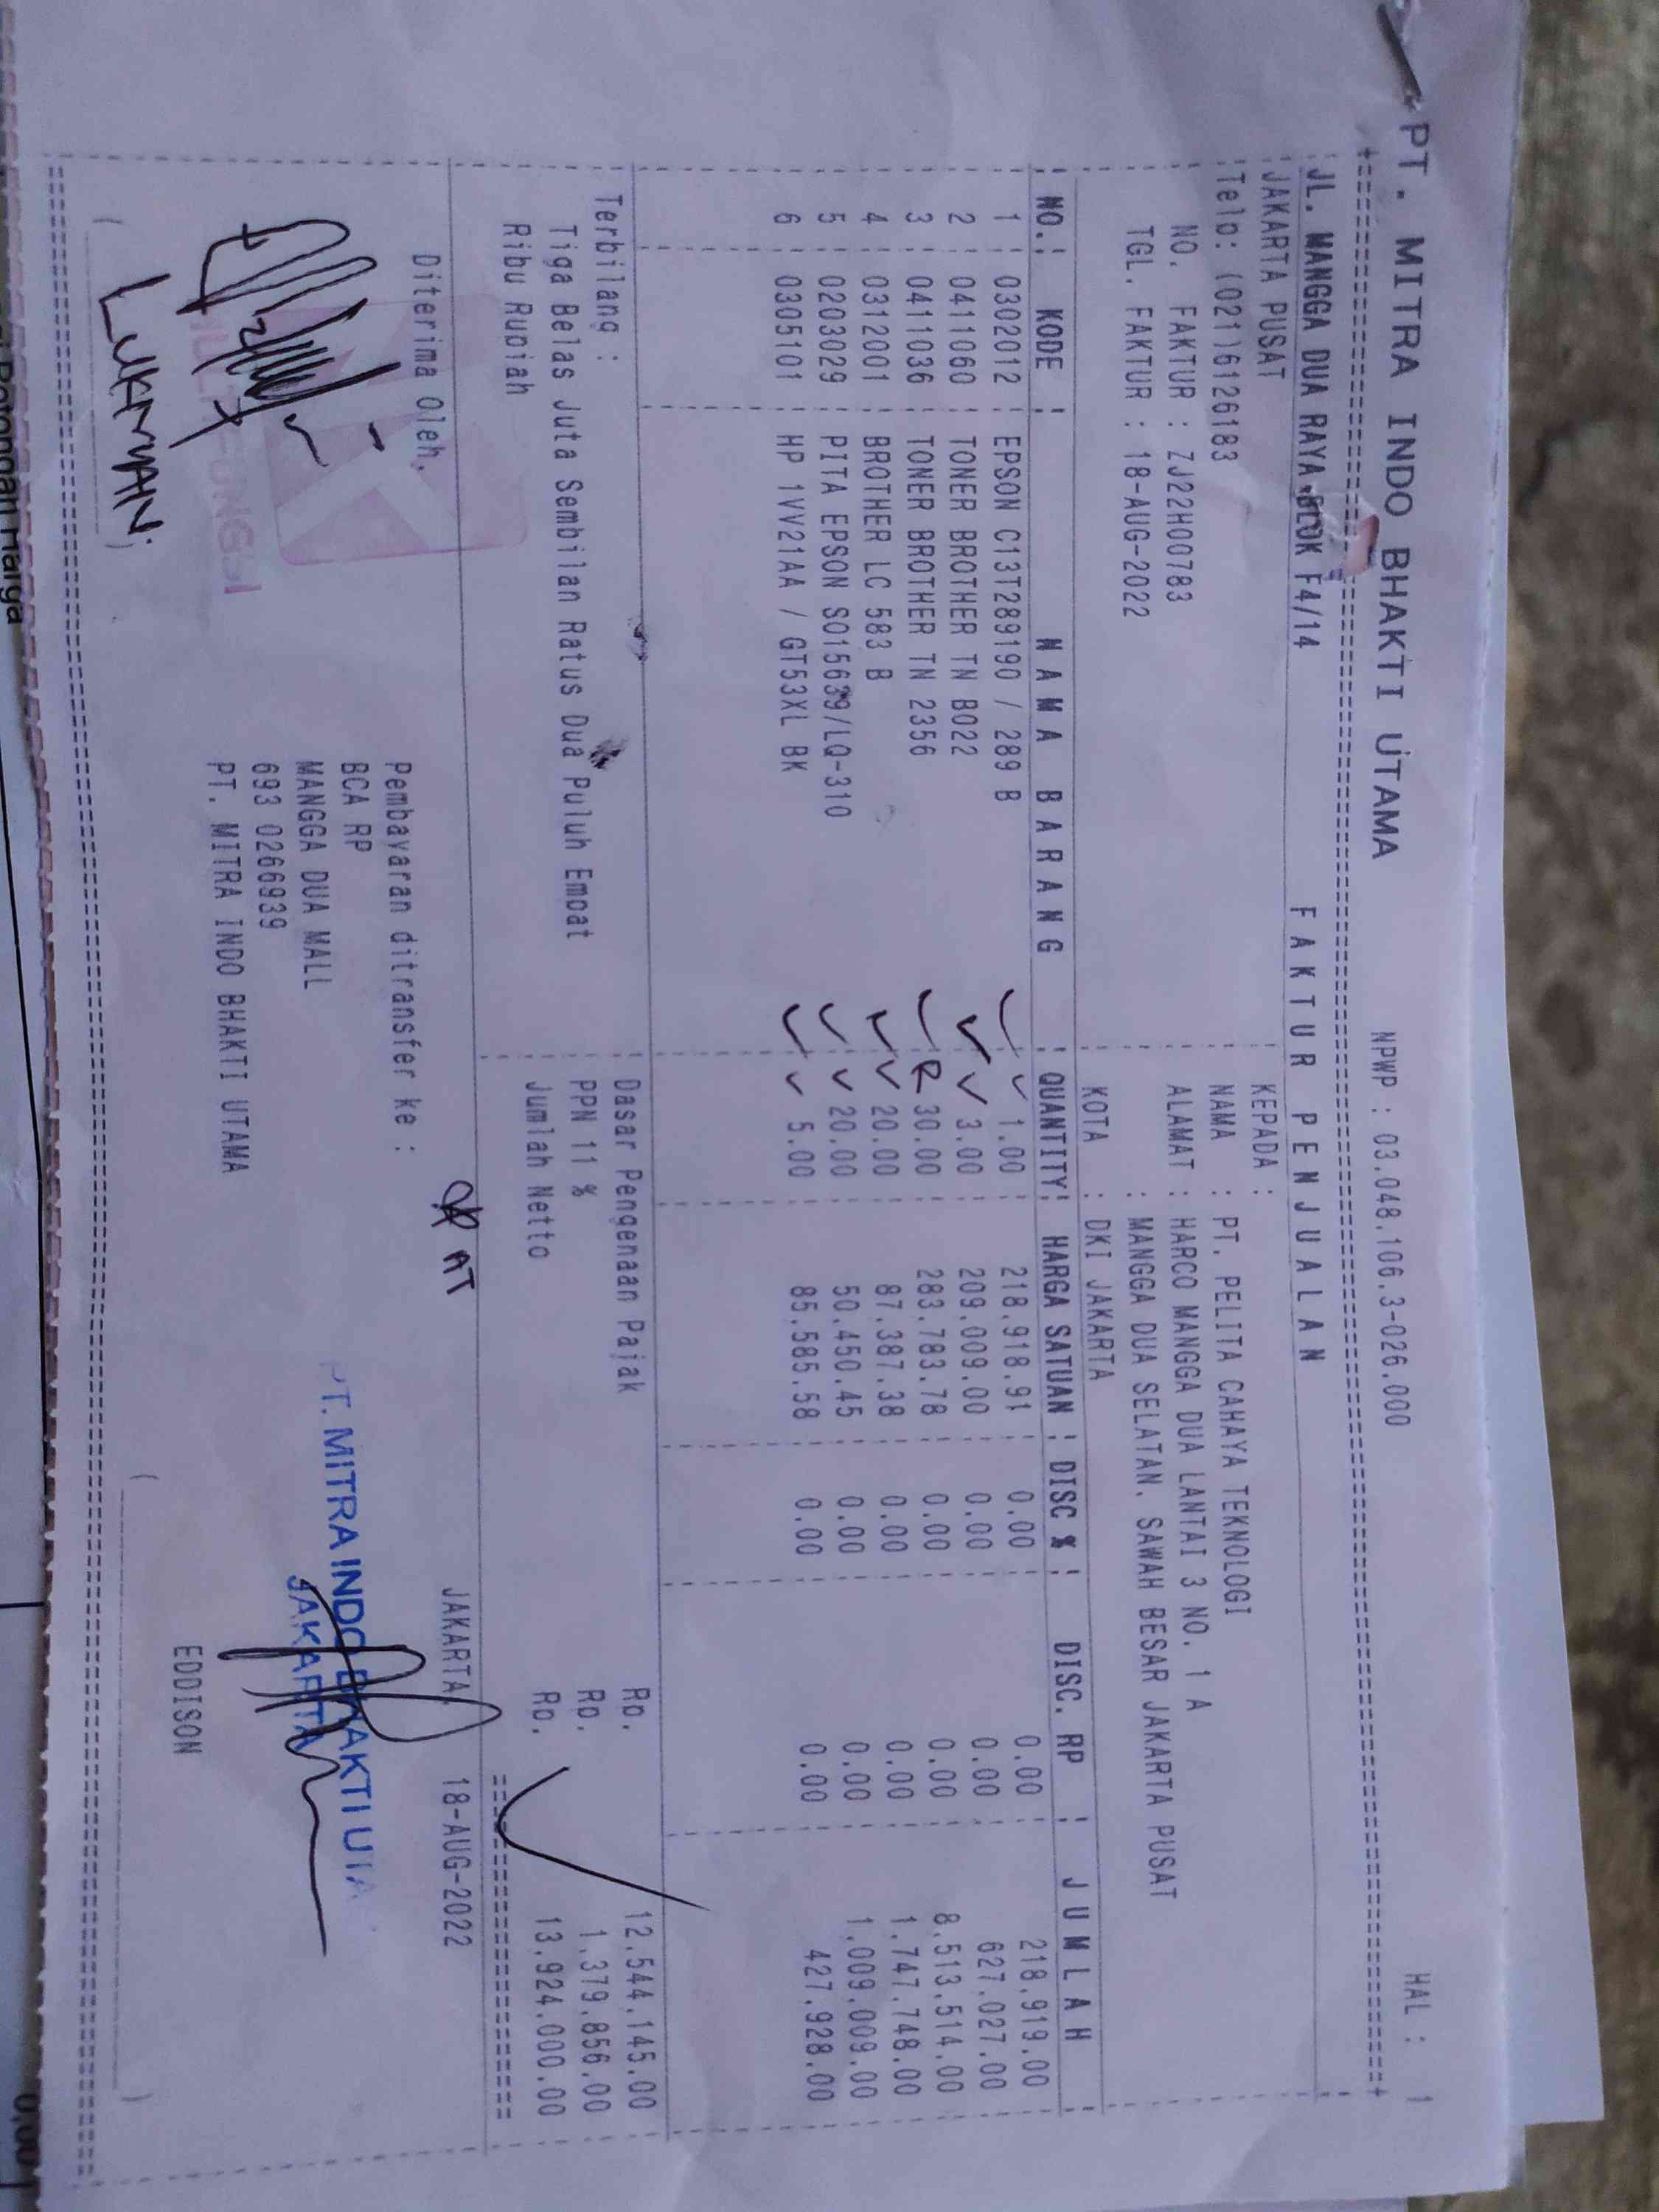 PT. MITRA INDO BHAKTI UTAMA NPWP : 03.048.106.3-026.000 HAL : 1
JL. MANGGA DUA RAYA BLOK F4/14 FAKTUR PENJUALAN
JAKARTA PUSAT KEPADA :
Telp: (021)6126183 NAMA : PT. PELITA CAHAYA TEKNOLOGI
NO. FAKTUR : ZJ22H00783 ALAMAT : HARCO MANGGA DUA LANTAI 3 NO. 1 A
TGL. FAKTUR : 18-AUG-2022 : MANGGA DUA SELATAN. SAWAH BESAR JAKARTA PUSAT
KOTA : DKI JAKARTA
NO. KODE NAMA BARANG QUANTITY HARGA SATUAN DISC % DISC. RP JUMLAH
1 0302012 EPSON C13T289190 / 289 B 1.00 218.918.91 0.00 0.00 218.919.00
2 0411060 TONER BROTHER TN B022 3.00 209.009.00 0.00 0.00 627.027.00
3 0411036 TONER BROTHER TN 2356 R 30.00 283.783.78 0.00 0.00 8.513.514.00
4 0312001 BROTHER LC 583 B 20.00 87.387.38 0.00 0.00 1.747.748.00
5 0203029 PITA EPSON SO15639/LQ-310 20.00 50.450.45 0.00 0.00 1.009.009.00
6 0305101 HP 1VV21AA / GT53XL BK 5.00 85.585.58 0.00 0.00 427.928.00
Terbilang : Dasar Pengenaan Pajak Rp. 12.544.145.00
Tiga Belas Juta Sembilan Ratus Dua Puluh Empat PPN 11 % Rp. 1.379.856.00
Ribu Rupiah Jumlah Netto Rp. 13.924.000.00
AT
Diterima Oleh, Pembayaran ditransfer ke : JAKARTA, 18-AUG-2022
BCA RP
MANGGA DUA MALL
693 0266939
PT. MITRA INDO BHAKTI UTAMA
PT. MITRA INDO BHAKTI UTA
JAKARTA
LUKMAN
EDDISON
Potongan Harga
0,00